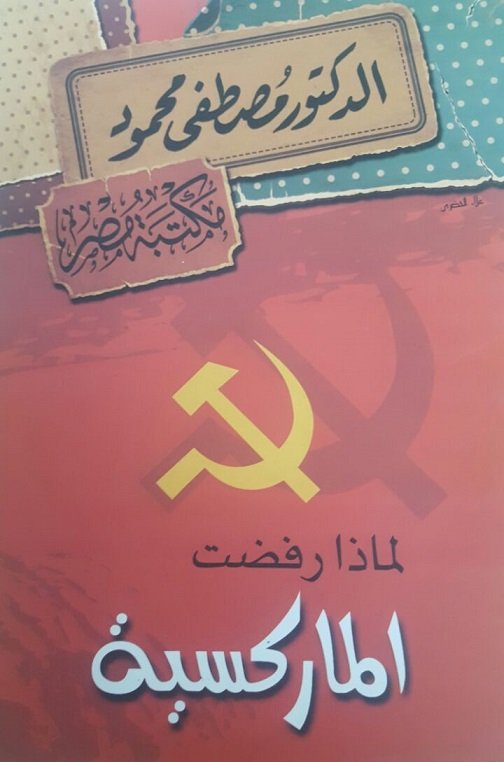 الدكتور مصطفى محمود
مكتبة مصر
لماذا رفضت
الماركسية